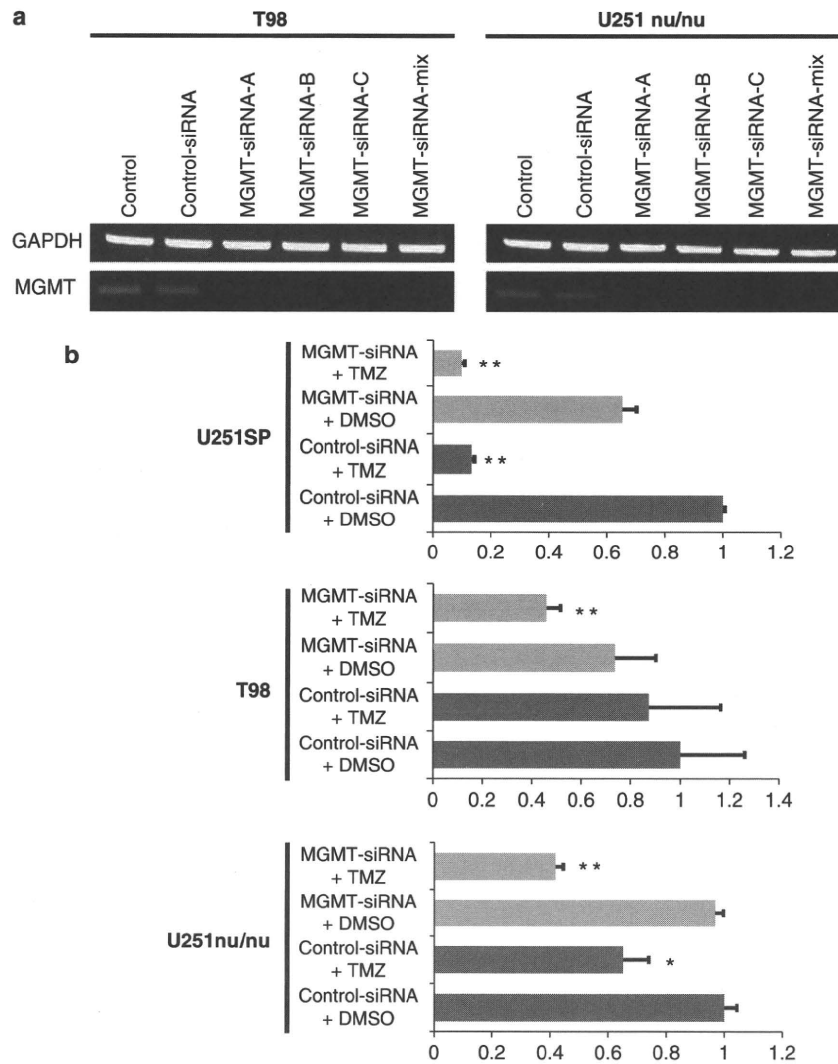 a
T98
U251 nu/nu
Control
Control-siRNA
MGMT-siRNA-A
MGMT-siRNA-B
MGMT-siRNA-C
MGMT-siRNA-mix
Control
Control-siRNA
MGMT-siRNA-A
MGMT-siRNA-B
MGMT-siRNA-C
MGMT-siRNA-mix
GAPDH
MGMT
b
U251SP
MGMT-siRNA
+ TMZ
**
MGMT-siRNA
+ DMSO
Control-siRNA
+ TMZ
**
Control-siRNA
+ DMSO
0 0.2 0.4 0.6 0.8 1 1.2
T98
MGMT-siRNA
+ TMZ
**
MGMT-siRNA
+ DMSO
Control-siRNA
+ TMZ
Control-siRNA
+ DMSO
0 0.2 0.4 0.6 0.8 1 1.2 1.4
U251nu/nu
MGMT-siRNA
+ TMZ
**
MGMT-siRNA
+ DMSO
Control-siRNA
+ TMZ
*
Control-siRNA
+ DMSO
0 0.2 0.4 0.6 0.8 1 1.2